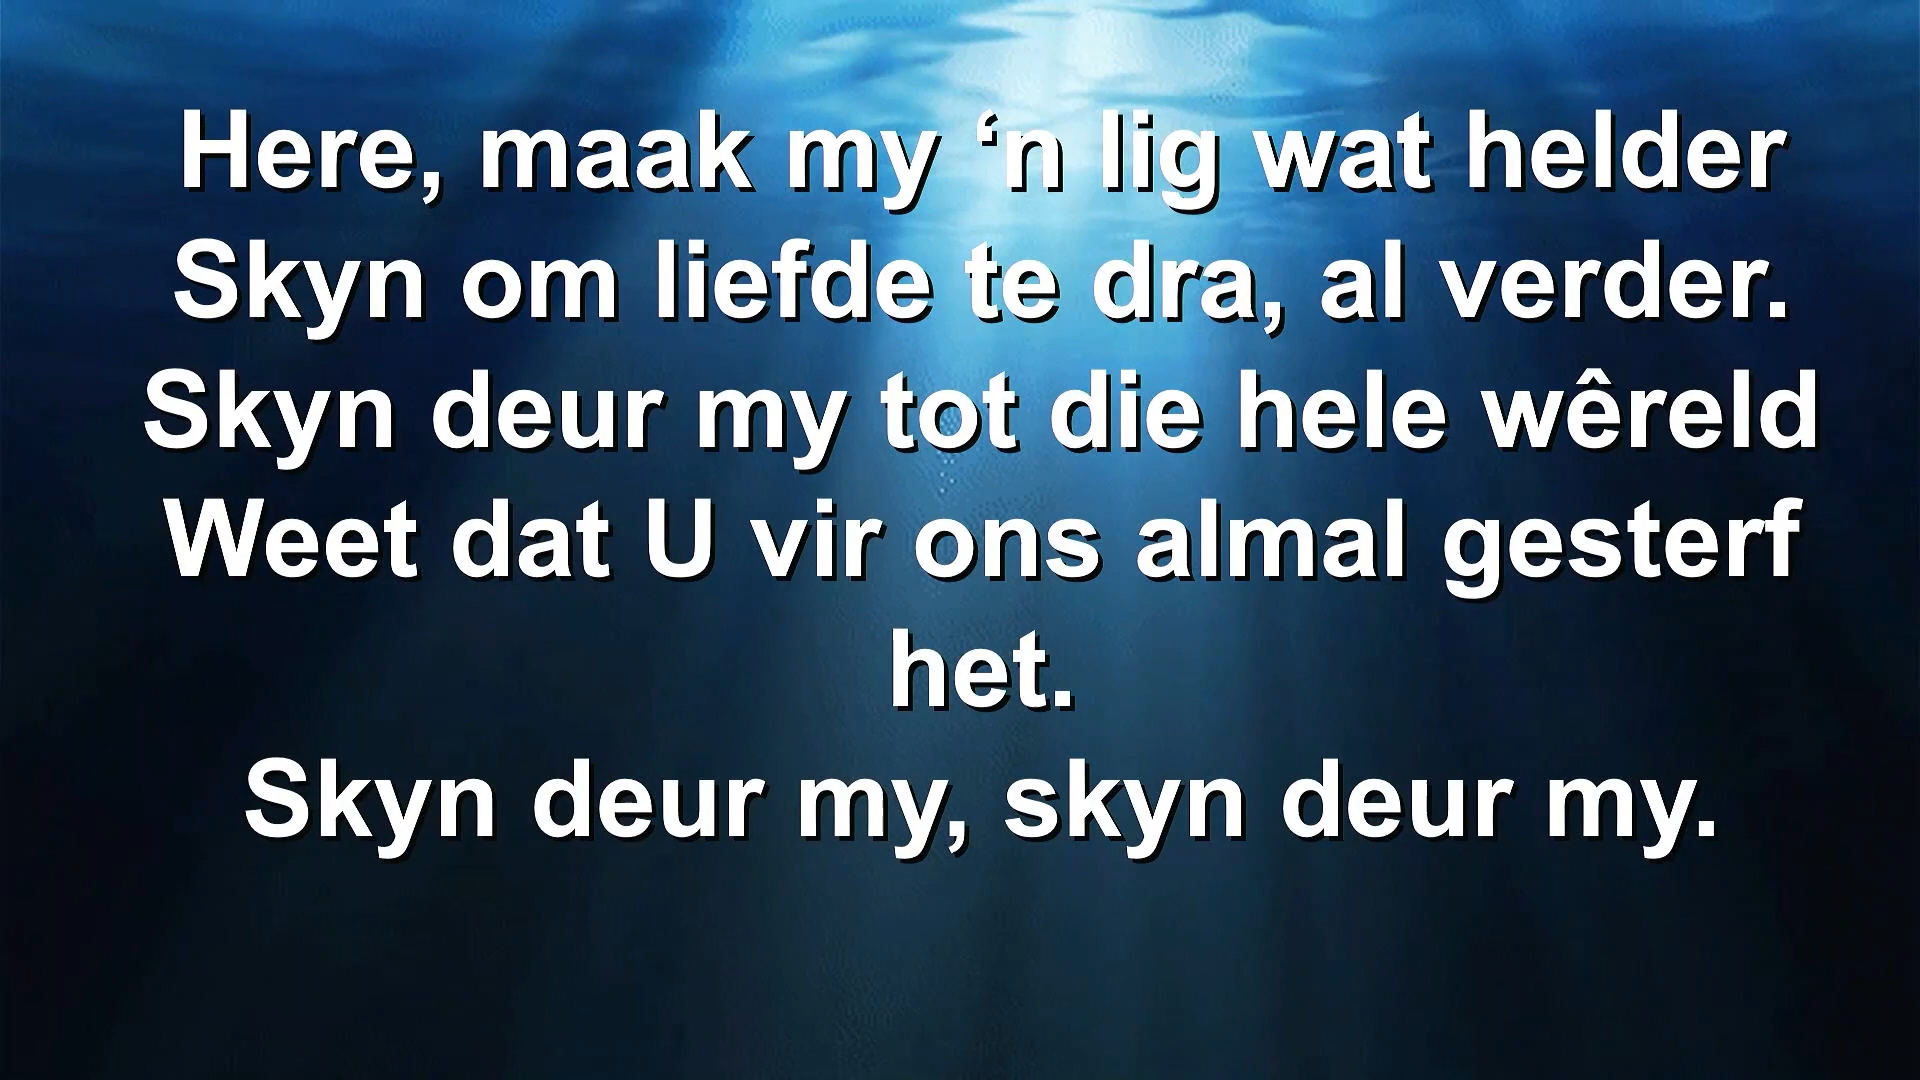 Here, maak my ‘n lig wat helder
Skyn om liefde te dra, al verder.
Skyn deur my tot die hele wêreld
Weet dat U vir ons almal gesterf
het.
Skyn deur my, skyn deur my.